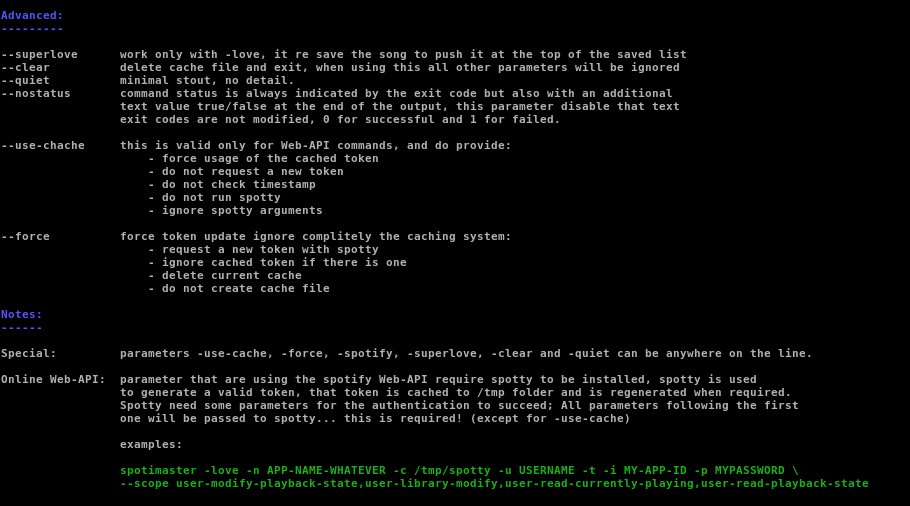 Advanced:
---------
--superlove      work only with -love, it re save the song to push it at the top of the saved list
--clear          delete cache file and exit, when using this all other parameters will be ignored
--quiet          minimal stout, no detail.
--nostatus       command status is always indicated by the exit code but also with an additional
                 text value true/false at the end of the output, this parameter disable that text
                 exit codes are not modified, 0 for successful and 1 for failed.
--use-chache     this is valid only for Web-API commands, and do provide:
                     - force usage of the cached token
                     - do not request a new token
                     - do not check timestamp
                     - do not run spotty
                     - ignore spotty arguments
--force          force token update ignore complitely the caching system:
                     - request a new token with spotty
                     - ignore cached token if there is one
                     - delete current cache
                     - do not create cache file
Notes:
------
Special:         parameters -use-cache, -force, -spotify, -superlove, -clear and -quiet can be anywhere on the line.
Online Web-API:  parameter that are using the spotify Web-API require spotty to be installed, spotty is used
                 to generate a valid token, that token is cached to /tmp folder and is regenerated when required.
                 Spotty need some parameters for the authentication to succeed; All parameters following the first
                 one will be passed to spotty... this is required! (except for -use-cache)
                 examples:
                 spotimaster -love -n APP-NAME-WHATEVER -c /tmp/spotty -u USERNAME -t -i MY-APP-ID -p MYPASSWORD \
                 --scope user-modify-playback-state,user-library-modify,user-read-currently-playing,user-read-playback-state